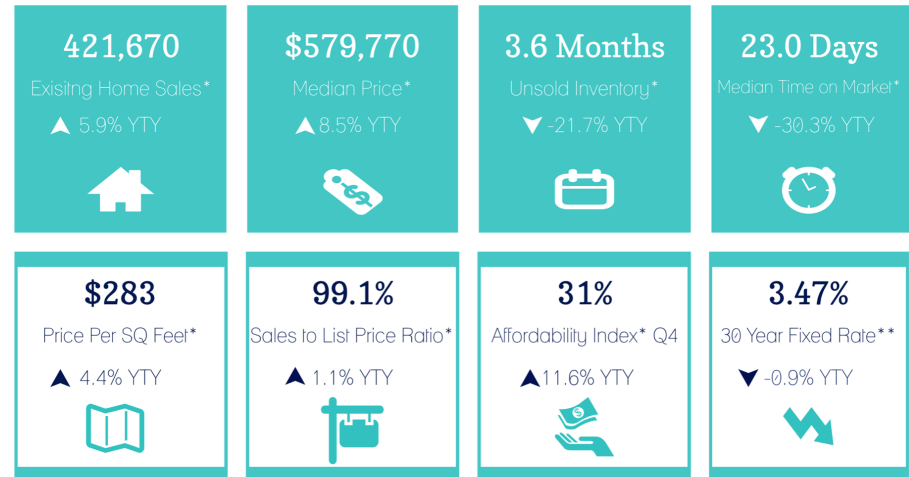 421,670
Exisitng Home Sales*
5.9% YTY
$579,770
Median Price*
8.5% YTY
3.6 Months
Unsold Inventory*
-21.7% YTY
23.0 Days
Median Time on Market*
-30.3% YTY
$283
Price Per SQ Feet*
4.4% YTY
99.1%
Sales to List Price Ratio*
1.1% YTY
31%
Affordability Index* Q4
11.6% YTY
3.47%
30 Year Fixed Rate**
-0.9% YTY